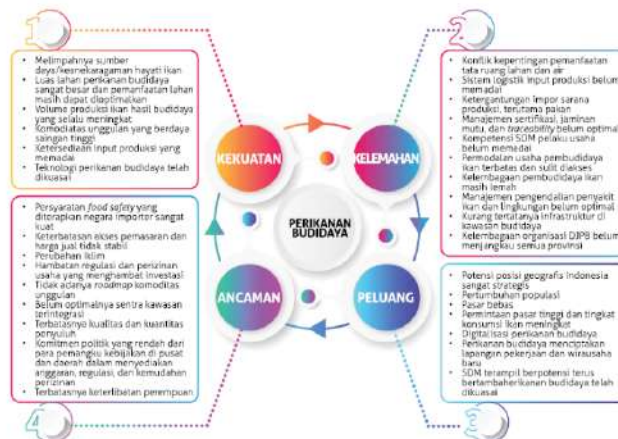 1
Melimpahnya sumber
daya/kesnekaragaman hayati ikan
Luas lahan perikanan budidaya
sangat besar dan pemanfaatan lahan
masih dapat dioptimalkan
Volume produksi ikan hasil budidaya
yang selalu meningkat
Komodiatas unggulan yang berdaya
saingan tinggi
Ketersediaan input produksi yang
memadai
Teknologi perikanan budidaya telah
dikuasai
2
Konflik kepentingan pemanfaatan
tata ruang lahan dan air
Sistem logistik input produksi belum
memadai
Ketergantungan impor sarana
produksi, terutama pakan
Manajemen sertifikasi, jaminan
mutu, dan traceability belum optimal
Kompetensi SDM pelaku usaha
belum memedai
Permodalan usaha pembudidaya
ikan terbatas dan sulit diakses
Kelembagaan pembudidaya ikan
masih lemah
Manajemen pengendalian penyakit
ikan dan lingkungan belum optimal
Kurang tertatanya infrastruktur di
kawasan budidaya
Kelembagaan organisasi DJPB belum
menjangkau semua provinsi
KEKUATAN
KELEMAHAN
PERIKANAN
BUDIDAYA
ANCAMAN
PELUANG
Persyaratan food safety yang
diterapkan negara importer sangat
kuat
Keterbatasan akses pemasaran dan
harga jual tidak stabil
Perubahan iklim
Hambatan regulasi dan perizinan
usaha yang menghambat investasi
Tidak adanya roadmap komoditas
unggulan
Belum optimalnya sentra kawasan
terintegrasi
Terbatasnya kualitas dan kuantitas
penyuluh
Komitmen politik yang rendah dari
para pemangku kebijakan di pusat
dan daerah dalam menyediakan
anggaran, regulasi, dan kemudahan
perizinan
Terbatasnya keterlibatan perempuan
4
Potensi posisi geografis Indonesia
sangat strategis
Pertumbuhan populasi
Pasar bebas
Permintaan pasar tinggi dan tingkat
konsumsi ikan meningkat
Digitalisasi perikanan budidaya
Perikanan budidaya menciptakan
lapangan pekerjaan dan wirausaha
baru
SDM terampil berpotensi terus
bertambaherikanan budidaya telah
dikuasai
3